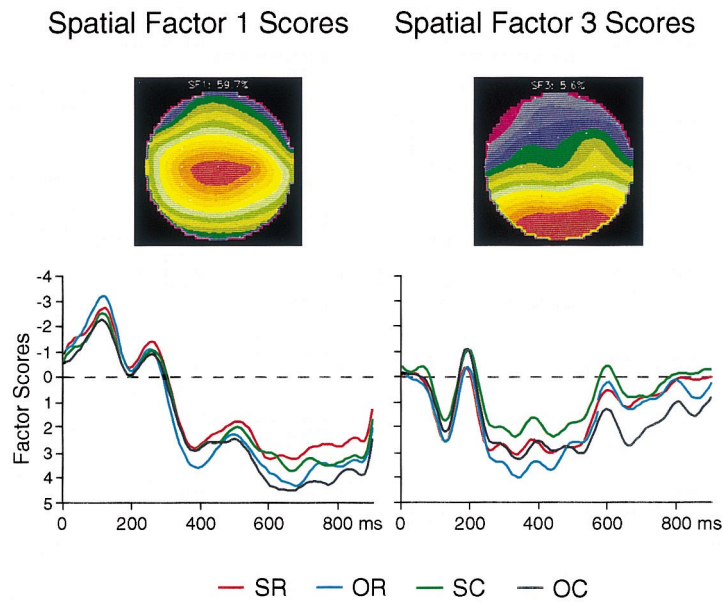 Spatial Factor 1 Scores Spatial Factor 3 Scores
SF1: 59.7% SF3: 5.6%
-4
-3
-2
-1
0
1
2
3
4
5
Factor Scores
0 200 400 600 800 ms 0 200 400 600 800 ms
SR OR SC OC